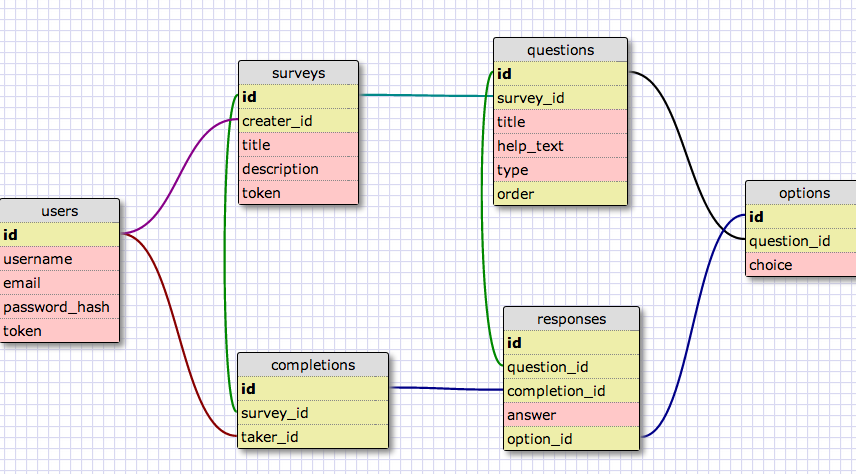 users
id
username
email
password_hash
token
surveys
id
creater_id
title
description
token
completions
id
survey_id
taker_id
questions
id
survey_id
title
help_text
type
order
responses
id
question_id
completion_id
answer
option_id
options
id
question_id
choice